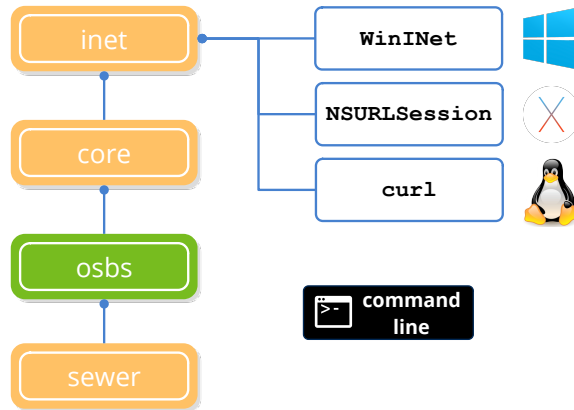 inet
WinINet
NSURLSession
core
curl
osbs
>- command
line
sewer